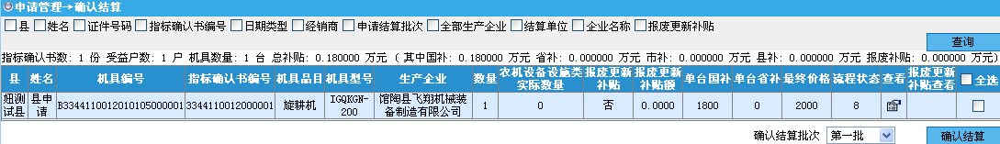 申请管理→确认结算
县 姓名 证件号码 指标确认书编号 日期类型 经销商 申请结算批次 全部生产企业 结算单位 企业名称 报废更新补贴
查询
指标确认书数: 1 份 受益户数: 1 户 机具数量: 1 台 总补贴: 0.180000 万元 ( 其中国补: 0.180000 万元 省补: 0.000000 万元 市补: 0.000000 万元 县补: 0.000000 万元 报废补贴: 0.000000 万元)
县 姓名 机具编号 指标确认书编号 机具品目 机具型号 生产企业 数量 农机设备设施类实际数量 报废更新补贴 报废更新补贴额 单台国补 单台省补 最终价格 流程状态 查看 报废更新补贴查看 全选
测试县 县申请 B3344110012010105000001 3344110012000001 旋耕机 IGQKGN-200 馆陶县飞翔机械装备制造有限公司 1 0 否 0.0000 1800 0 2000 8
确认结算批次 第一批 确认结算